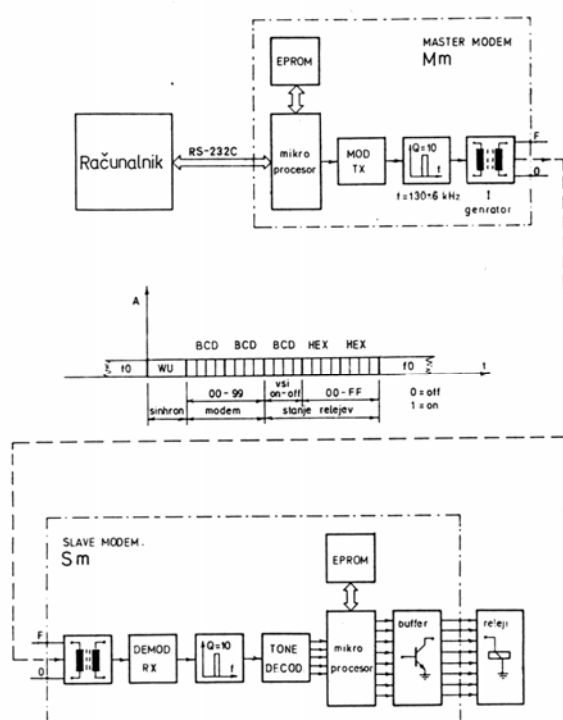 MASTER MODEM
Mm
EPROM
Računalnik
RS-232C
mikro
procesor
MOD
TX
Q=10
t
f=130±6 kHz
F
0
I
genrator
A
BCD BCD BCD HEX HEX
f0 WU f0 t
00-99
vsi
on-off
00-FF
0=off
1=on
sinhron
modem
stanje relejev
SLAVE MODEM.
Sm
EPROM
F
0
DEMOD
RX
Q=10
f
TONE
DECOD
mikro
procesor
buffer
releji